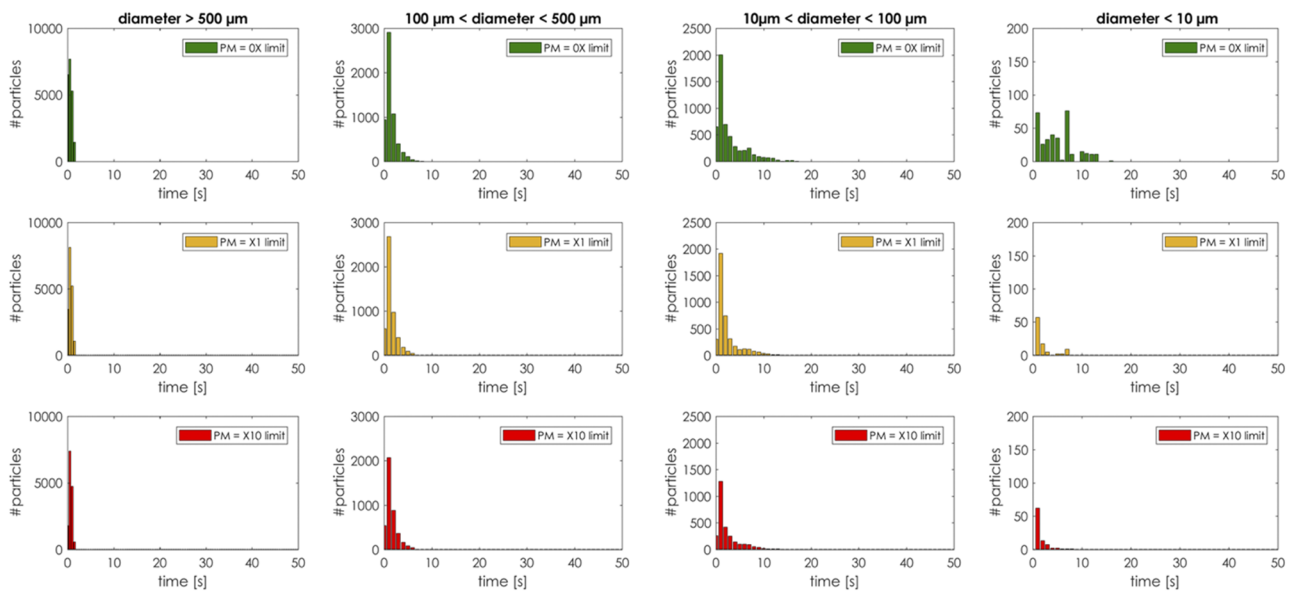 diameter > 500 µm
10000
5000
0
#particles
PM = 0X limit
0 10 20 30 40 50
time [s]
100 µm < diameter < 500 µm
3000
2000
1000
0
#particles
PM = 0X limit
0 10 20 30 40 50
time [s]
10µm < diameter < 100 µm
2500
2000
1500
1000
500
0
#particles
PM = 0X limit
0 10 20 30 40 50
time [s]
diameter < 10 µm
200
150
100
50
0
#particles
PM = 0X limit
0 10 20 30 40 50
time [s]
10000
5000
0
#particles
PM = X1 limit
0 10 20 30 40 50
time [s]
3000
2000
1000
0
#particles
PM = X1 limit
0 10 20 30 40 50
time [s]
2500
2000
1500
1000
500
0
#particles
PM = X1 limit
0 10 20 30 40 50
time [s]
200
150
100
50
0
#particles
PM = X1 limit
0 10 20 30 40 50
time [s]
10000
5000
0
#particles
PM = X10 limit
0 10 20 30 40 50
time [s]
3000
2000
1000
0
#particles
PM = X10 limit
0 10 20 30 40 50
time [s]
2500
2000
1500
1000
500
0
#particles
PM = X10 limit
0 10 20 30 40 50
time [s]
200
150
100
50
0
#particles
PM = X10 limit
0 10 20 30 40 50
time [s]